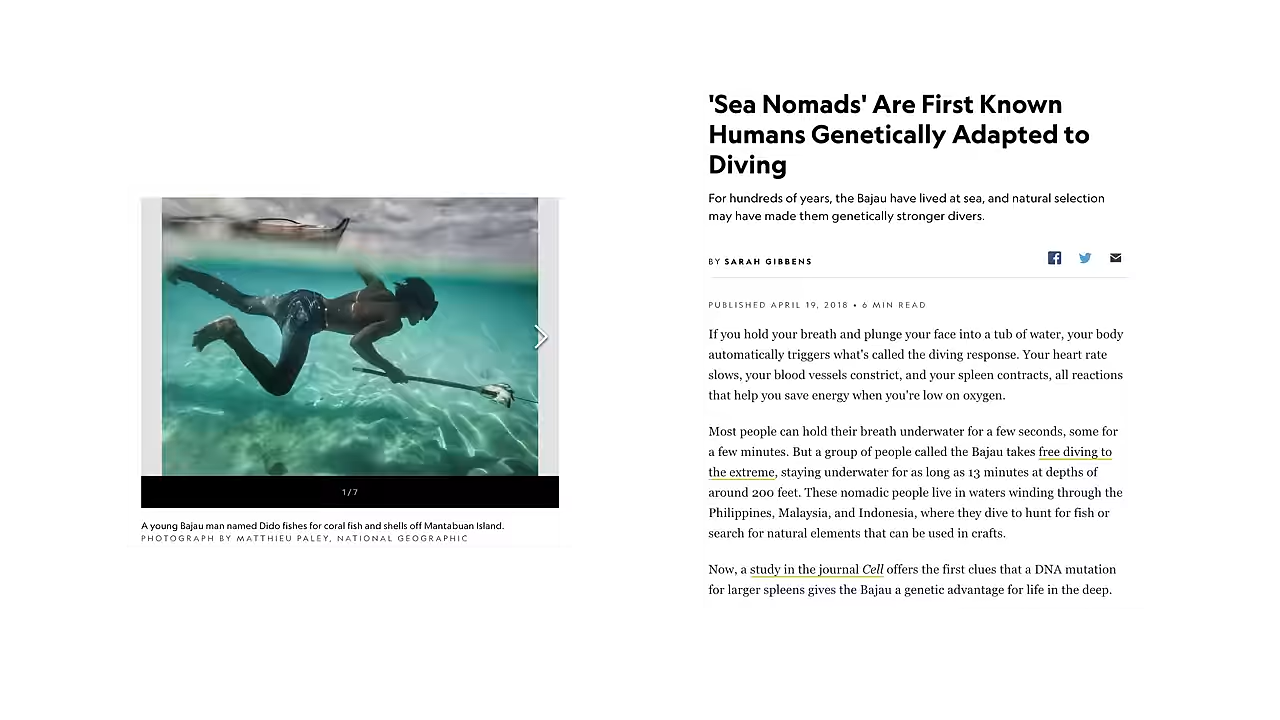 'Sea Nomads' Are First Known
Humans Genetically Adapted to
Diving
For hundreds of years, the Bajau have lived at sea, and natural selection
may have made them genetically stronger divers.
BY SARAH GIBBENS
PUBLISHED APRIL 19, 2018 • 6 MIN READ
If you hold your breath and plunge your face into a tub of water, your body
automatically triggers what's called the diving response. Your heart rate
slows, your blood vessels constrict, and your spleen contracts, all reactions
that help you save energy when you're low on oxygen.
Most people can hold their breath underwater for a few seconds, some for
a few minutes. But a group of people called the Bajau takes free diving to
the extreme, staying underwater for as long as 13 minutes at depths of
around 200 feet. These nomadic people live in waters winding through the
Philippines, Malaysia, and Indonesia, where they dive to hunt for fish or
search for natural elements that can be used in crafts.
Now, a study in the journal Cell offers the first clues that a DNA mutation
for larger spleens gives the Bajau a genetic advantage for life in the deep.
1/7
A young Bajau man named Dido fishes for coral fish and shells off Mantabuan Island.
PHOTOGRAPH BY MATTHIEU PALEY, NATIONAL GEOGRAPHIC